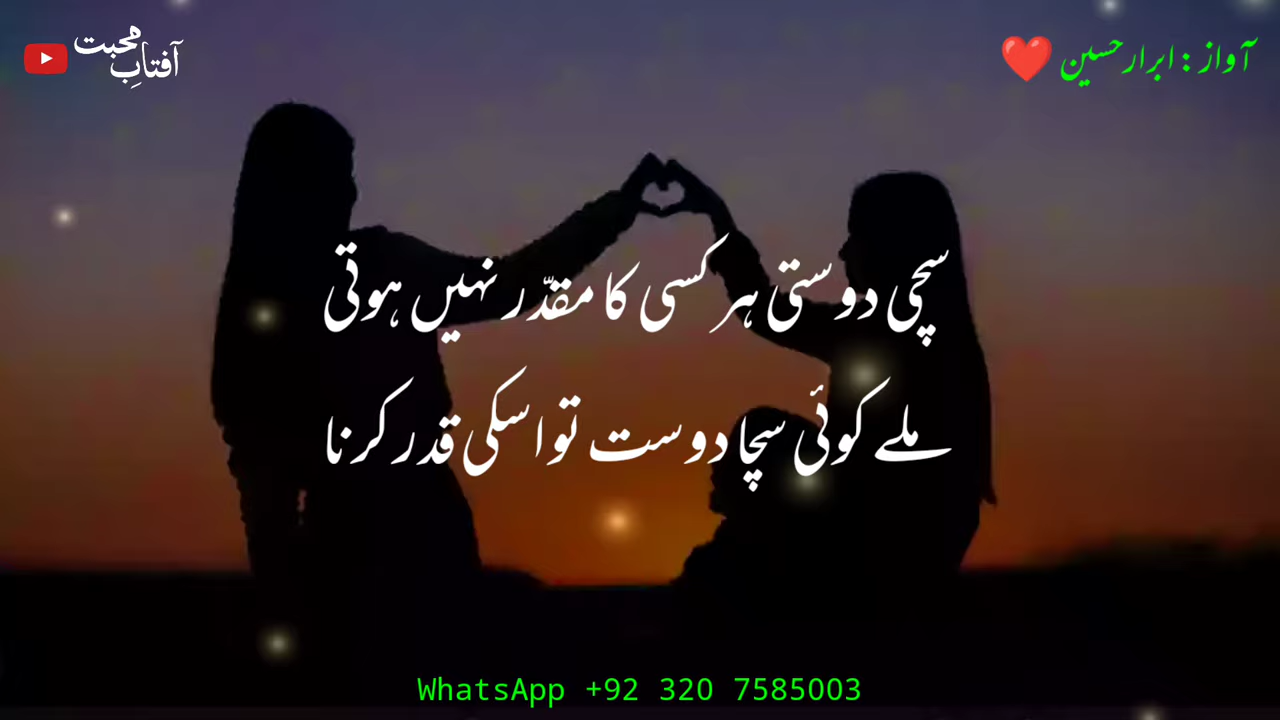 آفتابِ محبت
آواز : ابرار حسین ❤️
سچی دوستی ہر کسی کا مقدّر نہیں ہوتی
ملے کوئی سچا دوست تو اسکی قدر کرنا
WhatsApp +92 320 7585003